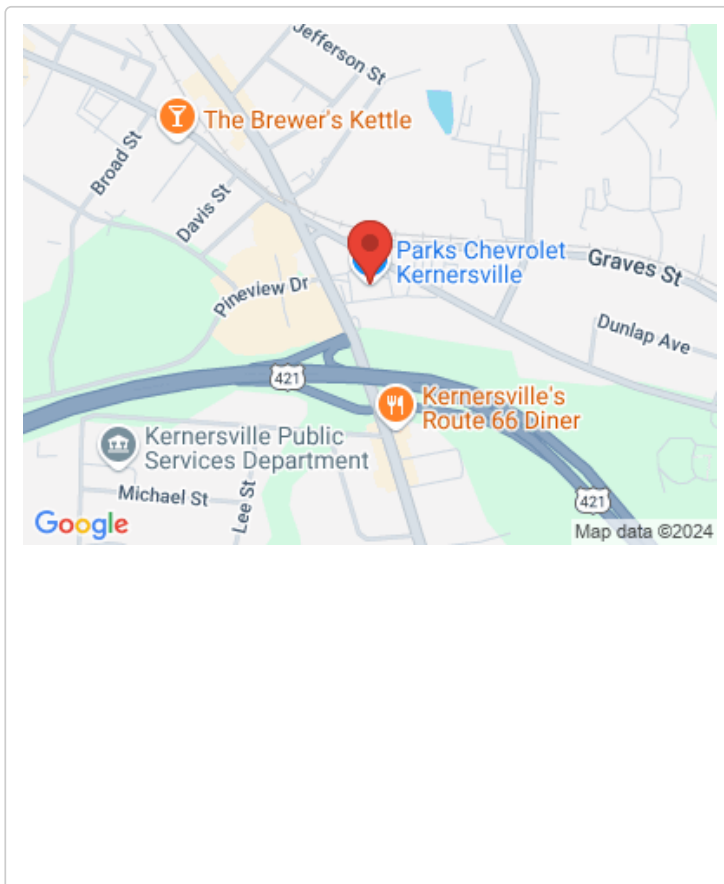 Jefferson St
The Brewer's Kettle
Broad St
Davis St
Parks Chevrolet
Kernersville
Graves St
Pineview Dr
Dunlap Ave
421
Kernersville's
Route 66 Diner
Kernersville Public
Services Department
Michael St
Lee St
421
Google
Map data ©2024